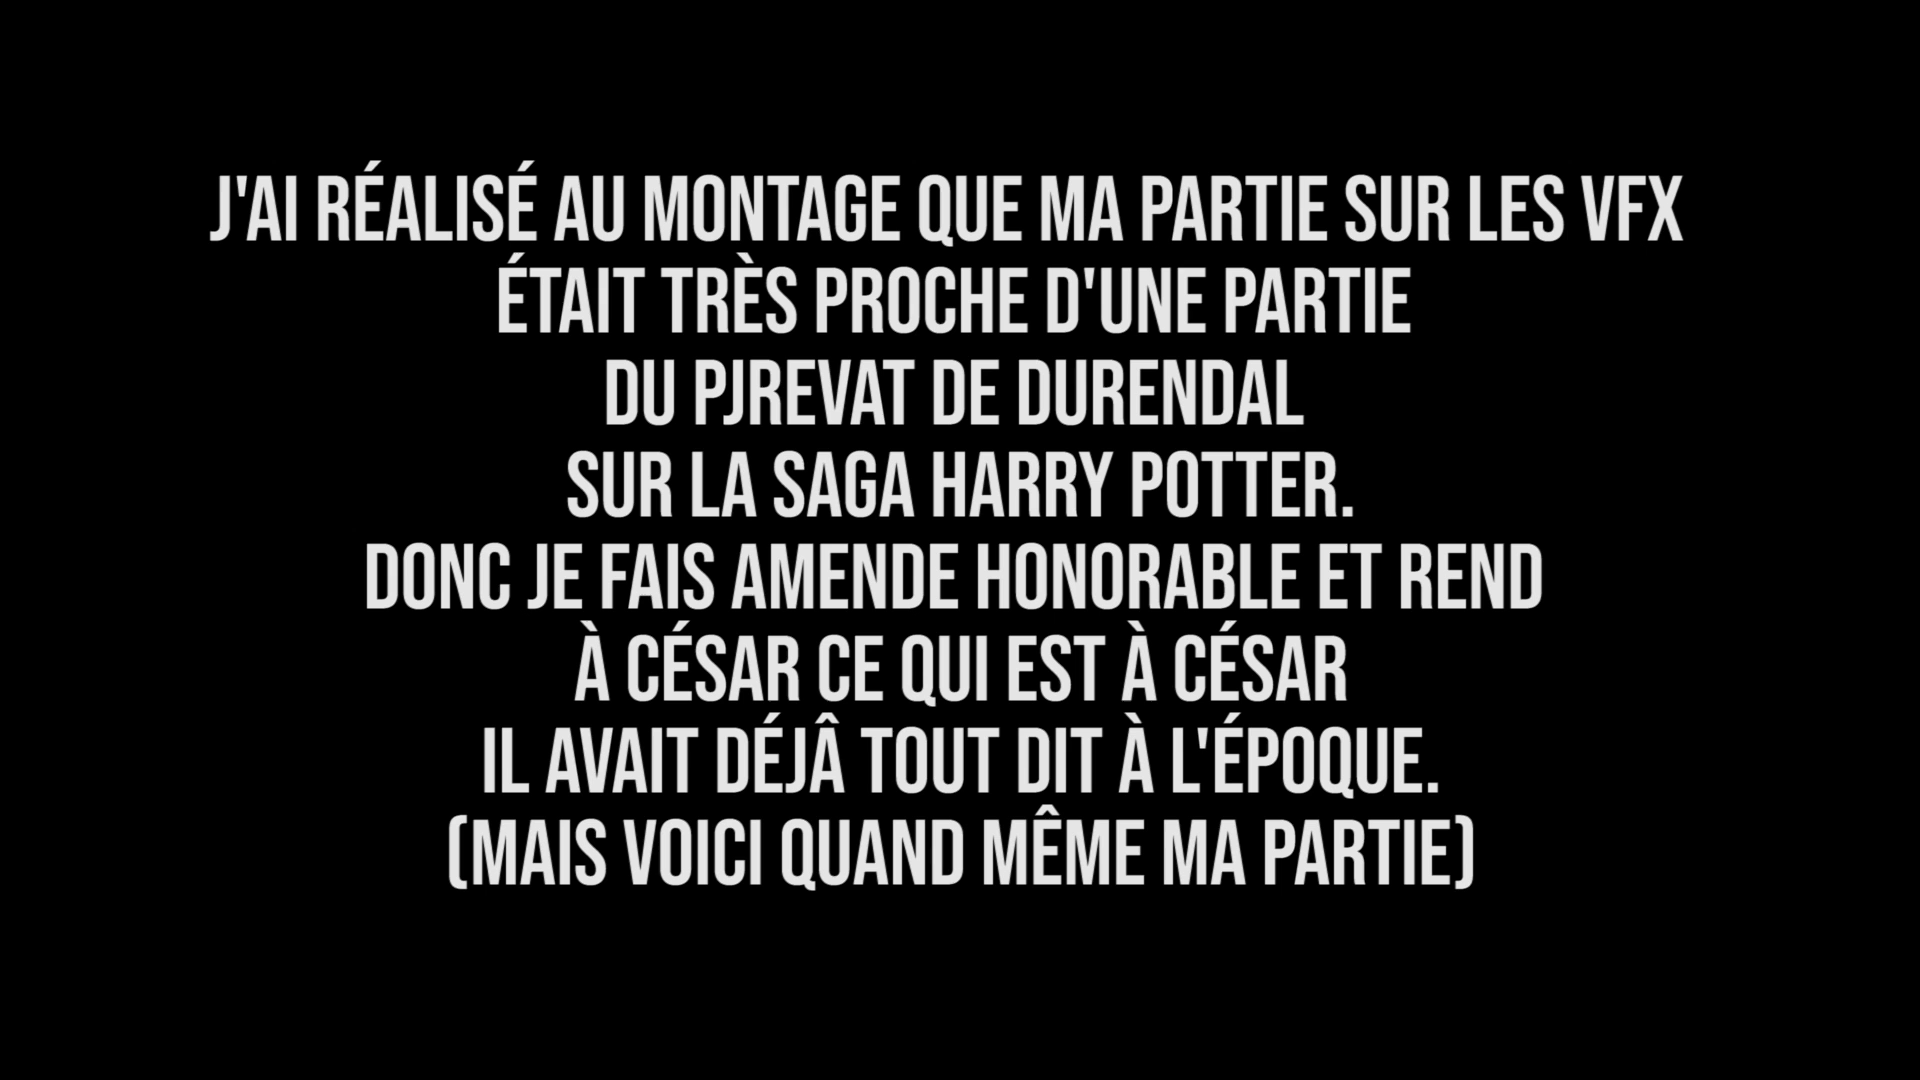 J'AI RÉALISÉ AU MONTAGE QUE MA PARTIE SUR LES VFX
ÉTAIT TRÈS PROCHE D'UNE PARTIE
DU PJREVAT DE DURENDAL
SUR LA SAGA HARRY POTTER.
DONC JE FAIS AMENDE HONORABLE ET REND
À CÉSAR CE QUI EST À CÉSAR
IL AVAIT DÉJÂ TOUT DIT À L'ÉPOQUE.
(MAIS VOICI QUAND MÊME MA PARTIE)